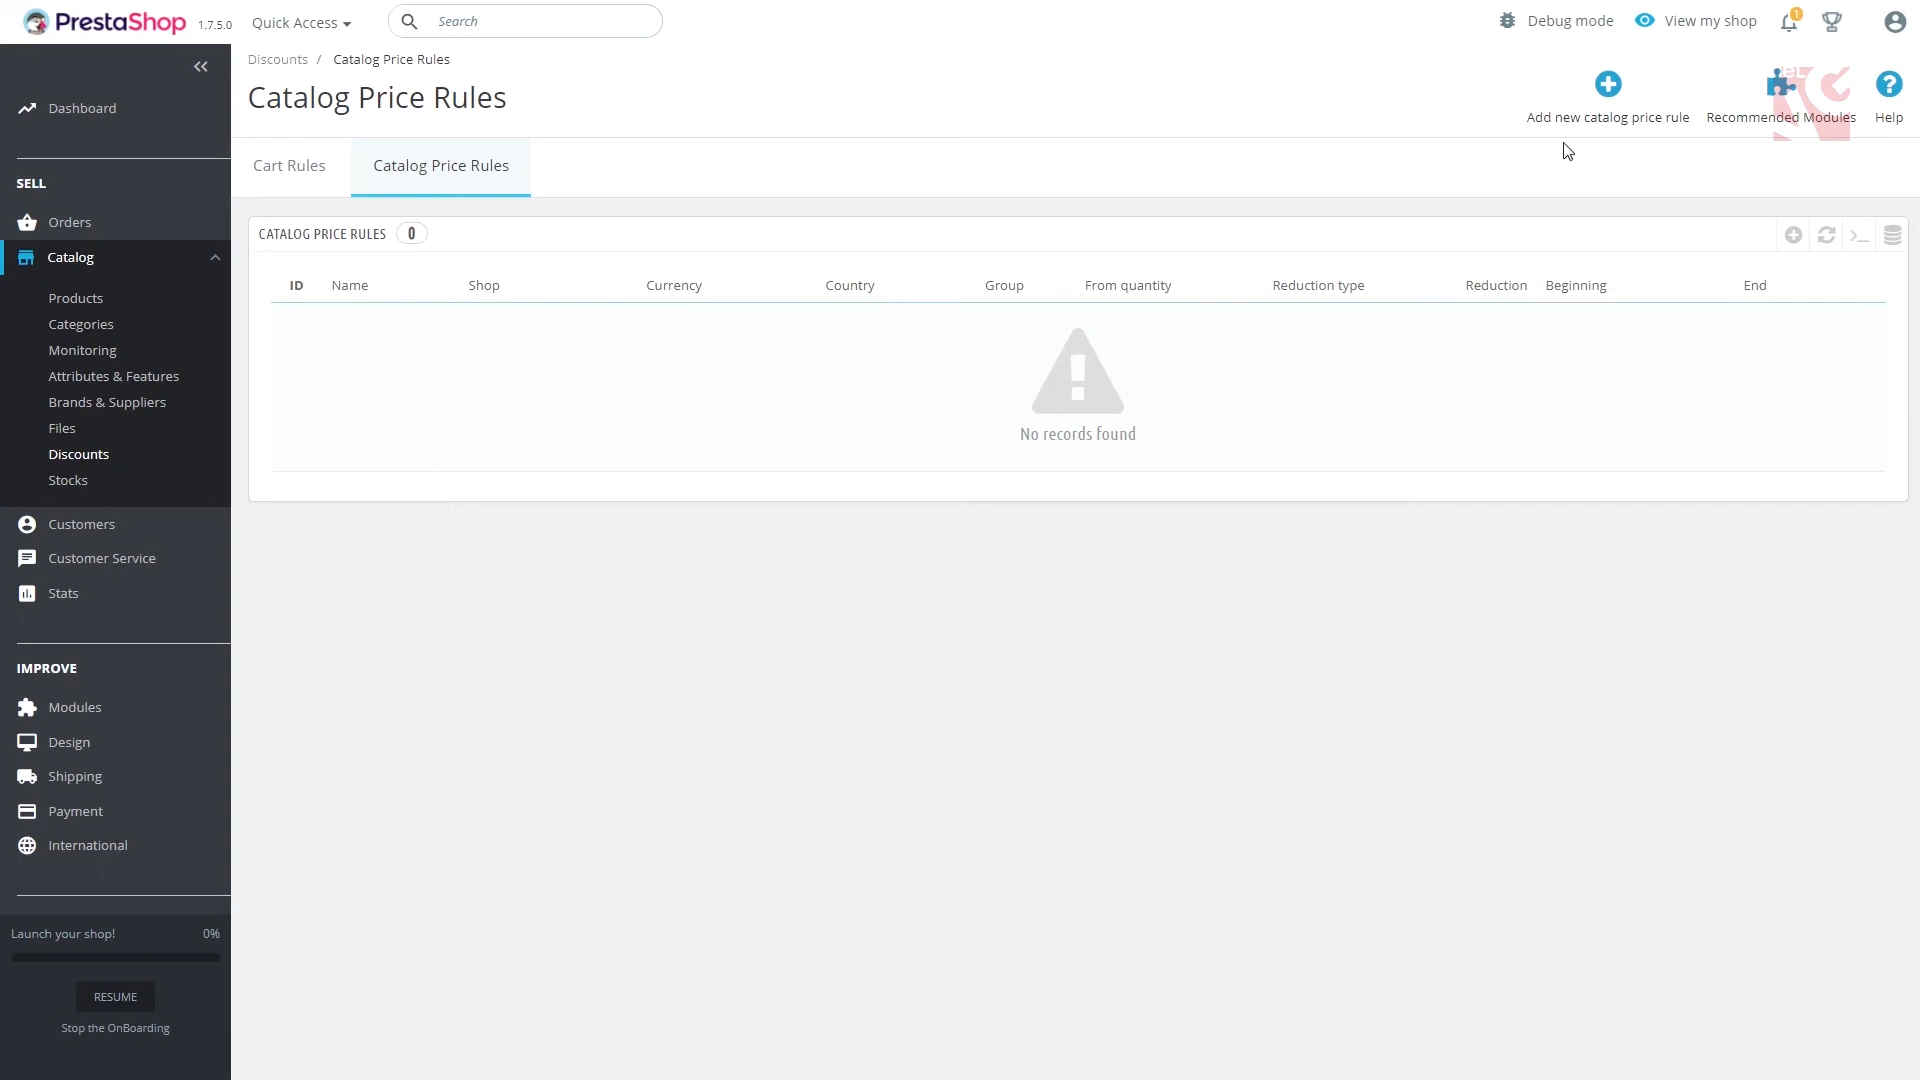 PrestaShop 1.7.5.0 Quick Access Search Debug mode View my shop 1
Discounts / Catalog Price Rules
Catalog Price Rules
Add new catalog price rule Recommended Modules Help
Cart Rules Catalog Price Rules
CATALOG PRICE RULES 0
ID Name Shop Currency Country Group From quantity Reduction type Reduction Beginning End
No records found
Dashboard
SELL
Orders
Catalog
Products
Categories
Monitoring
Attributes & Features
Brands & Suppliers
Files
Discounts
Stocks
Customers
Customer Service
Stats
IMPROVE
Modules
Design
Shipping
Payment
International
Launch your shop! 0%
RESUME
Stop the OnBoarding